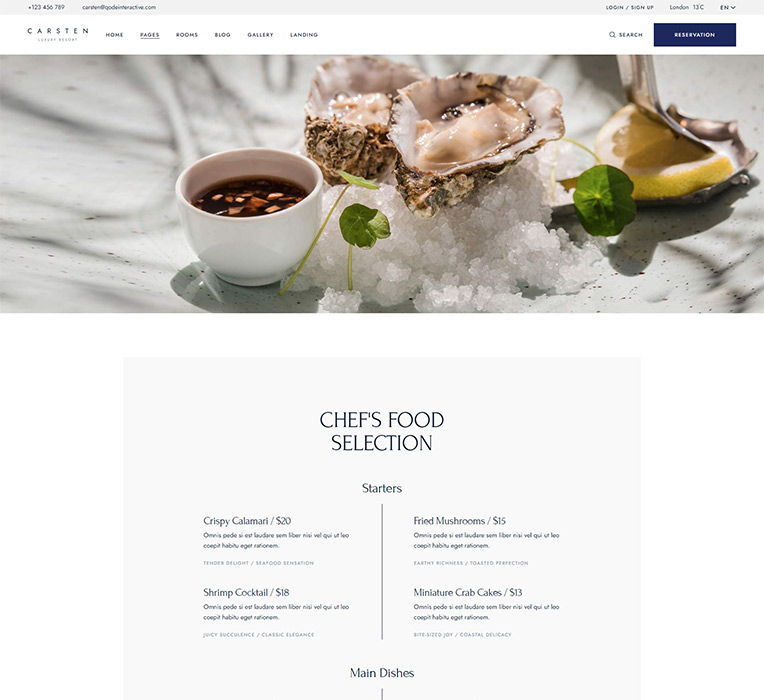 +123 456 789 carsten@qodeinteractive.com LOGIN / SIGN UP London 13°C EN
CARSTEN
LUXURY RESORT
HOME PAGES ROOMS BLOG GALLERY LANDING SEARCH RESERVATION
CHEF'S FOOD
SELECTION
Starters
Crispy Calamari / $20
Omnis pede si est laudare sem liber nisi vel qui ut leo
coepit habitu eget rationem.
TENDER DELIGHT / SEAFOOD SENSATION
Fried Mushrooms / $15
Omnis pede si est laudare sem liber nisi vel qui ut leo
coepit habitu eget rationem.
EARTHY RICHNESS / TOASTED PERFECTION
Shrimp Cocktail / $18
Omnis pede si est laudare sem liber nisi vel qui ut leo
coepit habitu eget rationem.
JUICY SUCCULENCE / CLASSIC ELEGANCE
Miniature Crab Cakes / $13
Omnis pede si est laudare sem liber nisi vel qui ut leo
coepit habitu eget rationem.
BITE-SIZED JOY / COASTAL DELICACY
Main Dishes